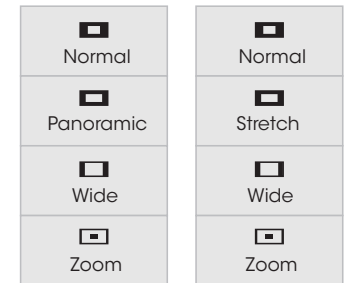 Normal
Panoramic
Wide
Zoom
Normal
Stretch
Wide
Zoom